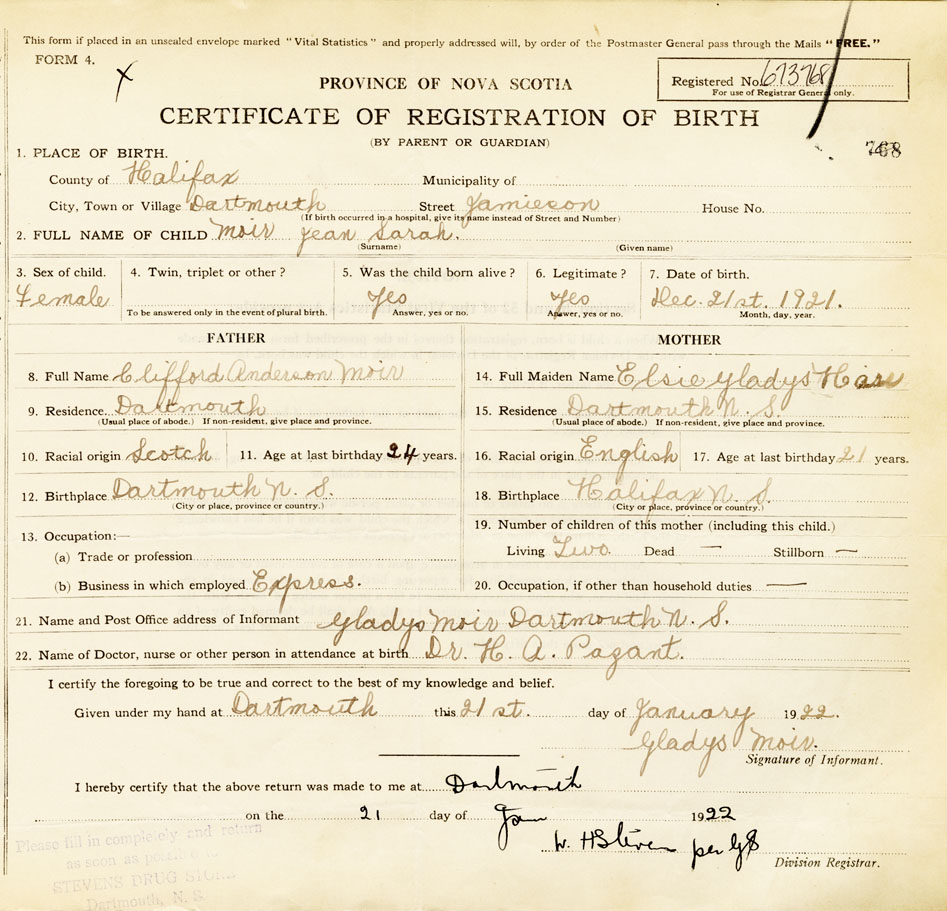 This form if placed in an unsealed envelope marked "Vital Statistics" and properly addressed will, by order of the Postmaster General pass through the Mails "FREE."
FORM 4.
X
PROVINCE OF NOVA SCOTIA
Registered No. 673768
For use of Registrar General only.
CERTIFICATE OF REGISTRATION OF BIRTH
(BY PARENT OR GUARDIAN)
768
1. PLACE OF BIRTH.
County of Halifax Municipality of
City, Town or Village Dartmouth Street Jamieson House No.
(If birth occurred in a hospital, give its name instead of Street and Number)
2. FULL NAME OF CHILD Moir Jean Sarah.
(Surname) (Given name)
3. Sex of child. 4. Twin, triplet or other? 5. Was the child born alive? 6. Legitimate? 7. Date of birth.
Female Yes Yes Dec. 21st. 1921.
To be answered only in the event of plural birth. Answer, yes or no. Answer, yes or no. Month, day, year.
FATHER MOTHER
8. Full Name Clifford Anderson Moir 14. Full Maiden Name Elsie Gladys Hare
9. Residence Dartmouth 15. Residence Dartmouth N. S.
(Usual place of abode.) If non-resident, give place and province. (Usual place of abode.) If non-resident, give place and province.
10. Racial origin Scotch 11. Age at last birthday 24 years. 16. Racial origin English 17. Age at last birthday 21 years.
12. Birthplace Dartmouth N. S. 18. Birthplace Halifax N. S.
(City or place, province or country.) (City or place, province or country.)
13. Occupation:— 19. Number of children of this mother (including this child.)
(a) Trade or profession Living Two. Dead — Stillborn —
(b) Business in which employed Express. 20. Occupation, if other than household duties —
21. Name and Post Office address of Informant Gladys Moir Dartmouth N. S.
22. Name of Doctor, nurse or other person in attendance at birth Dr. H. A. Pazant.
I certify the foregoing to be true and correct to the best of my knowledge and belief.
Given under my hand at Dartmouth this 21st. day of January 1922.
Gladys Moir.
Signature of Informant.
I hereby certify that the above return was made to me at Dartmouth
on the 21 day of Jan 1922
W. H Steven per GS
Division Registrar.
Please fill in completely and return
as soon as possible
STEVENS DRUG STORE
Dartmouth, N. S.